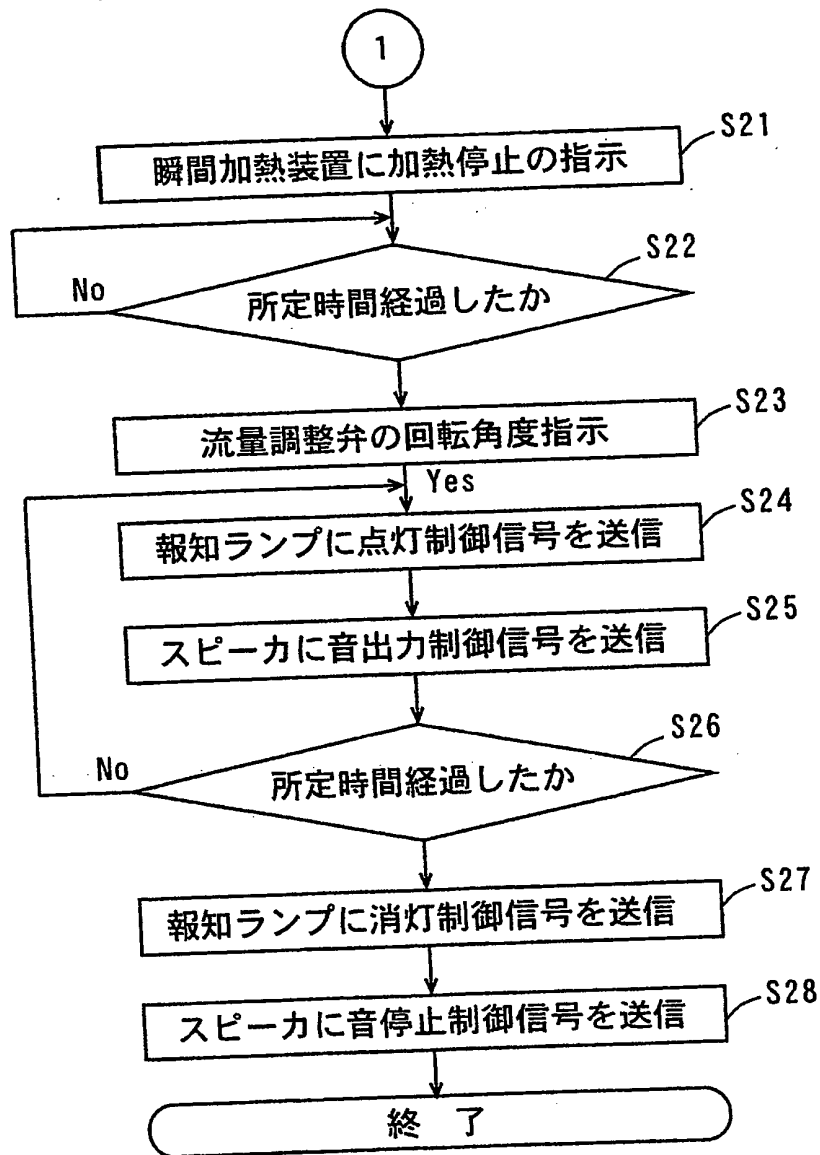 1
S21
瞬間加熱装置に加熱停止の指示
S22
No
所定時間経過したか
S23
流量調整弁の回転角度指示
Yes
S24
報知ランプに点灯制御信号を送信
S25
スピーカに音出力制御信号を送信
S26
No
所定時間経過したか
S27
報知ランプに消灯制御信号を送信
S28
スピーカに音停止制御信号を送信
終 了